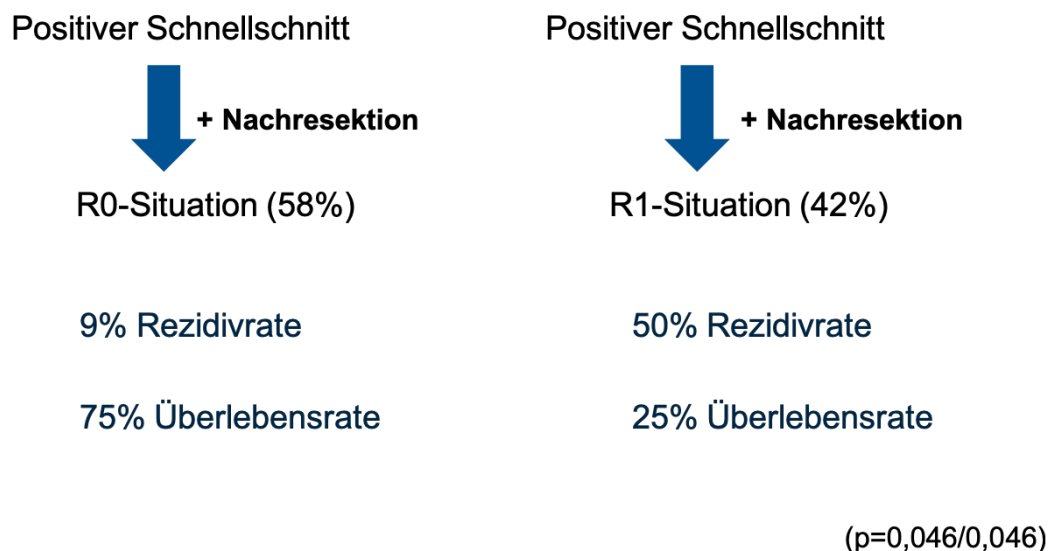 Positiver Schnellschnitt
+ Nachresektion
R0-Situation (58%)
9% Rezidivrate
75% Überlebensrate
Positiver Schnellschnitt
+ Nachresektion
R1-Situation (42%)
50% Rezidivrate
25% Überlebensrate
(p=0,046/0,046)